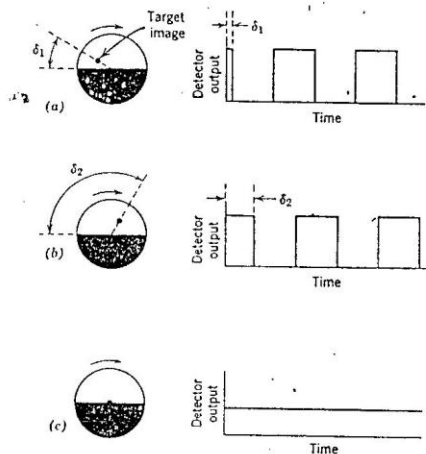 Target
image
δ₁
(a)
Detector
output
δ₁
Time
δ₂
(b)
Detector
output
δ₂
Time
(c)
Detector
output
Time